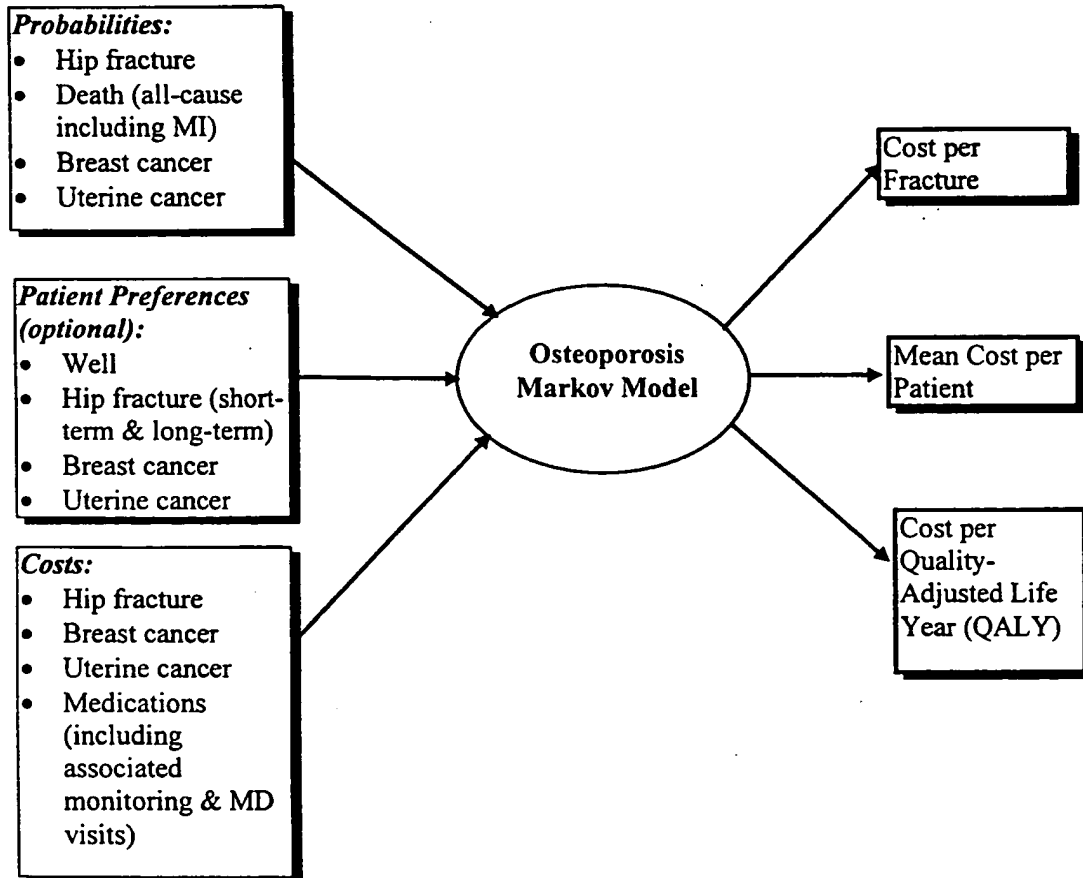 Probabilities:
• Hip fracture
• Death (all-cause
including MI)
• Breast cancer
• Uterine cancer
Patient Preferences
(optional):
• Well
• Hip fracture (short-
term & long-term)
• Breast cancer
• Uterine cancer
Costs:
• Hip fracture
• Breast cancer
• Uterine cancer
• Medications
(including
associated
monitoring & MD
visits)
Osteoporosis
Markov Model
Cost per
Fracture
Mean Cost per
Patient
Cost per
Quality-
Adjusted Life
Year (QALY)